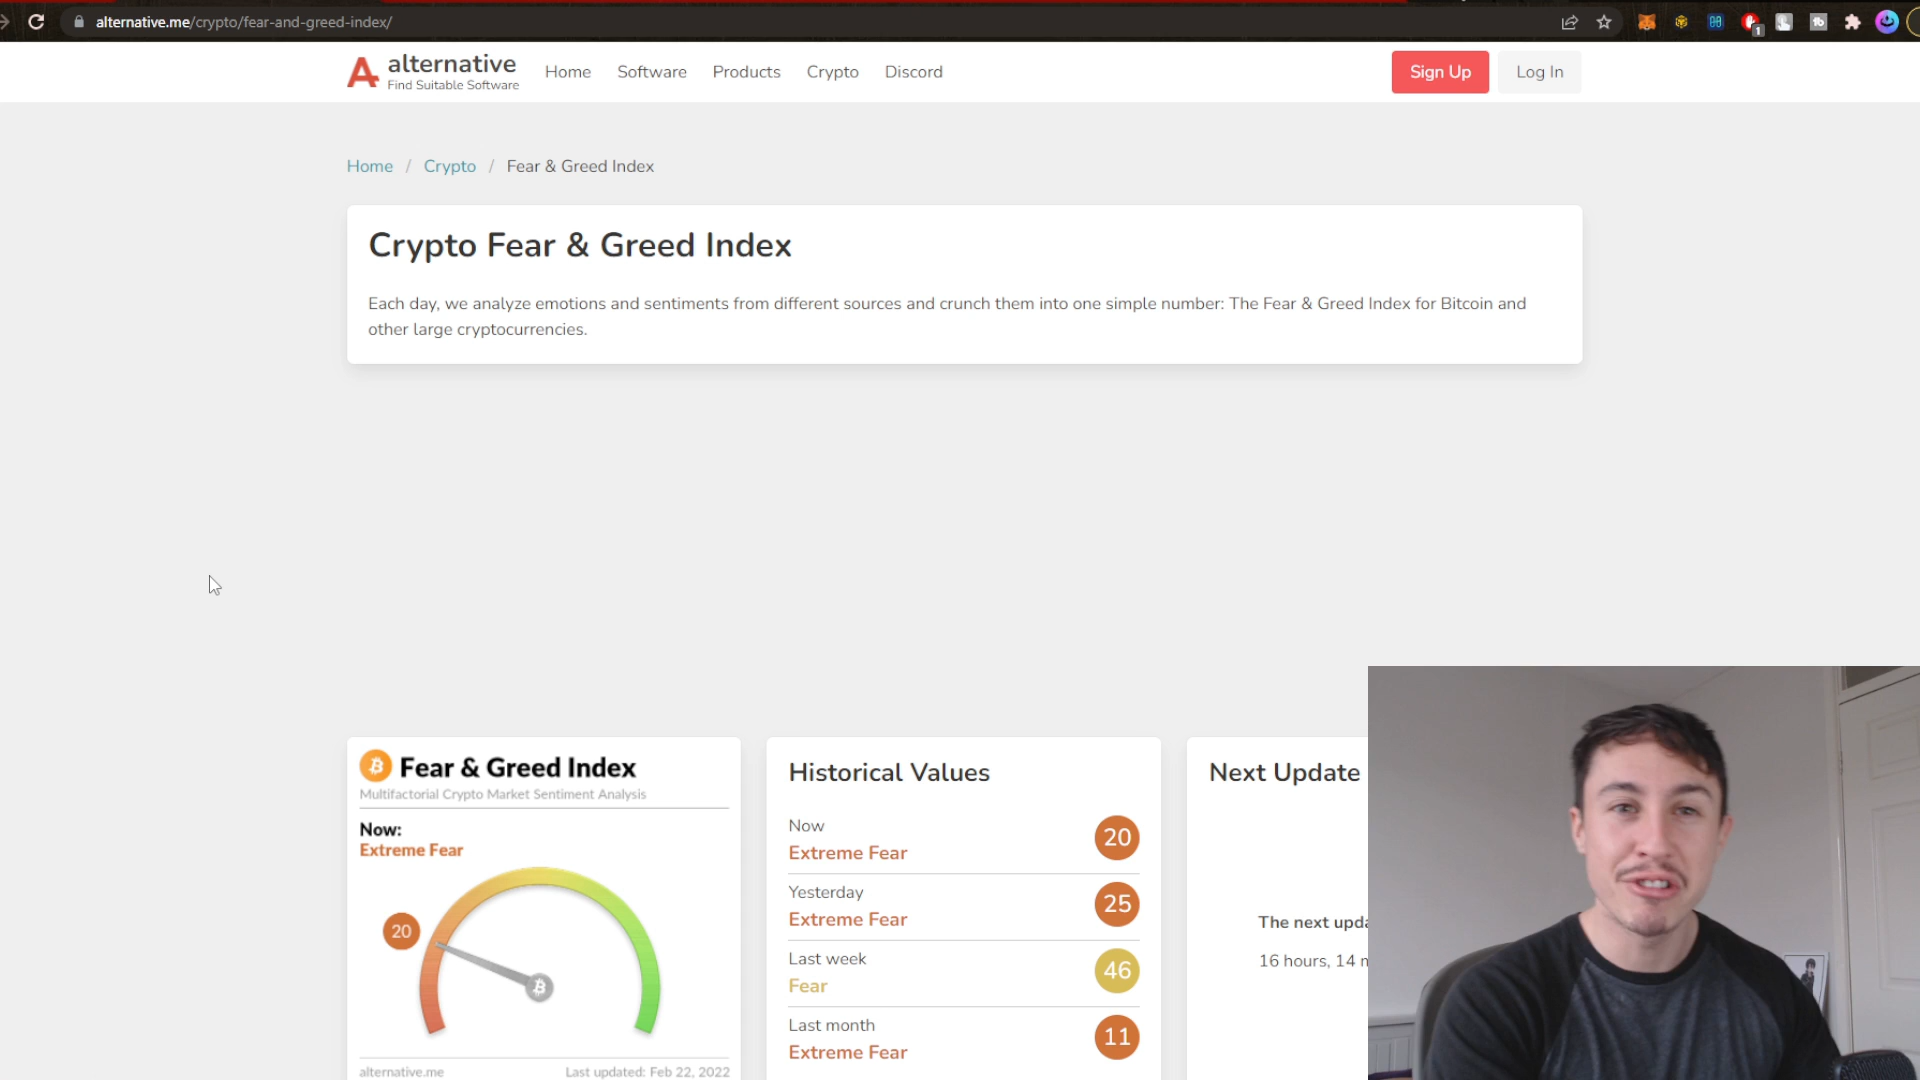 alternative.me/crypto/fear-and-greed-index/
1
alternative
Find Suitable Software
Home
Software
Products
Crypto
Discord
Sign Up
Log In
Home / Crypto / Fear & Greed Index
Crypto Fear & Greed Index
Each day, we analyze emotions and sentiments from different sources and crunch them into one simple number: The Fear & Greed Index for Bitcoin and
other large cryptocurrencies.
Fear & Greed Index
Multifactorial Crypto Market Sentiment Analysis
Now:
Extreme Fear
20
alternative.me
Last updated: Feb 22, 2022
Historical Values
Now
Extreme Fear
20
Yesterday
Extreme Fear
25
Last week
Fear
46
Last month
Extreme Fear
11
Next Update
The next upda
16 hours, 14 m